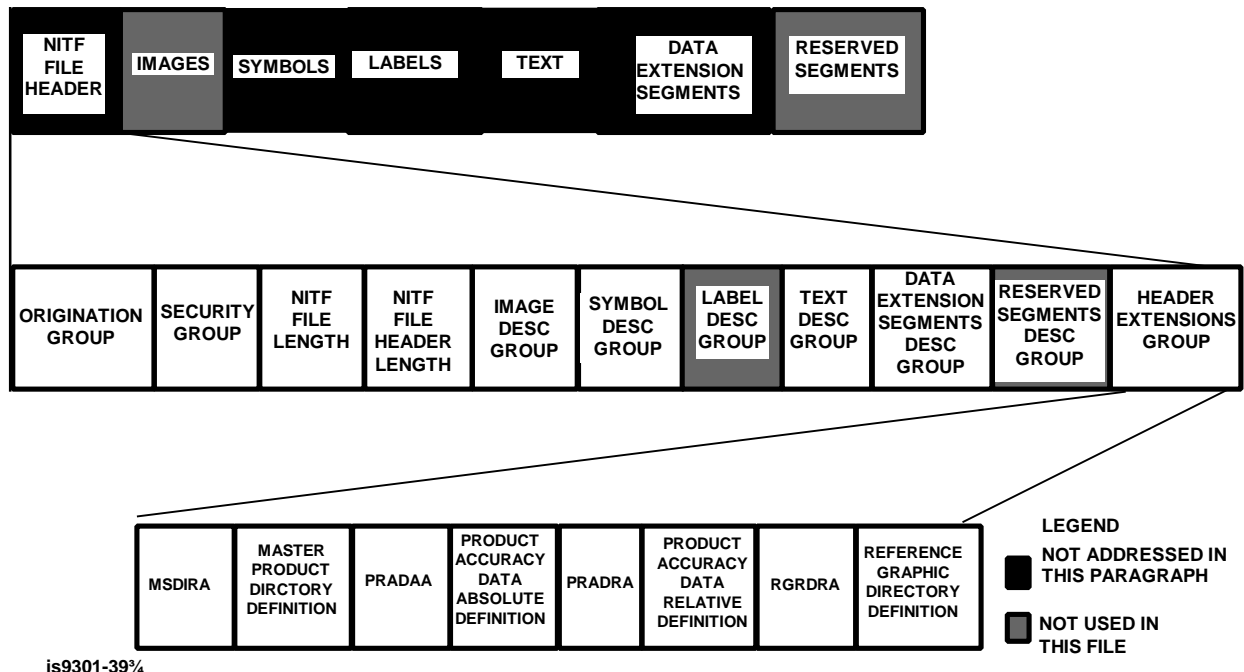 NITF
FILE
HEADER
IMAGES
SYMBOLS
LABELS
TEXT
DATA
EXTENSION
SEGMENTS
RESERVED
SEGMENTS
ORIGINATION
GROUP
SECURITY
GROUP
NITF
FILE
LENGTH
NITF
FILE
HEADER
LENGTH
IMAGE
DESC
GROUP
SYMBOL
DESC
GROUP
LABEL
DESC
GROUP
TEXT
DESC
GROUP
DATA
EXTENSION
SEGMENTS
DESC
GROUP
RESERVED
SEGMENTS
DESC
GROUP
HEADER
EXTENSIONS
GROUP
MSDIRA
MASTER
PRODUCT
DIRCTORY
DEFINITION
PRADAA
PRODUCT
ACCURACY
DATA
ABSOLUTE
DEFINITION
PRADRA
PRODUCT
ACCURACY
DATA
RELATIVE
DEFINITION
RGRDRA
REFERENCE
GRAPHIC
DIRECTORY
DEFINITION
LEGEND
NOT ADDRESSED IN
THIS PARAGRAPH
NOT USED IN
THIS FILE
is9301-39¾